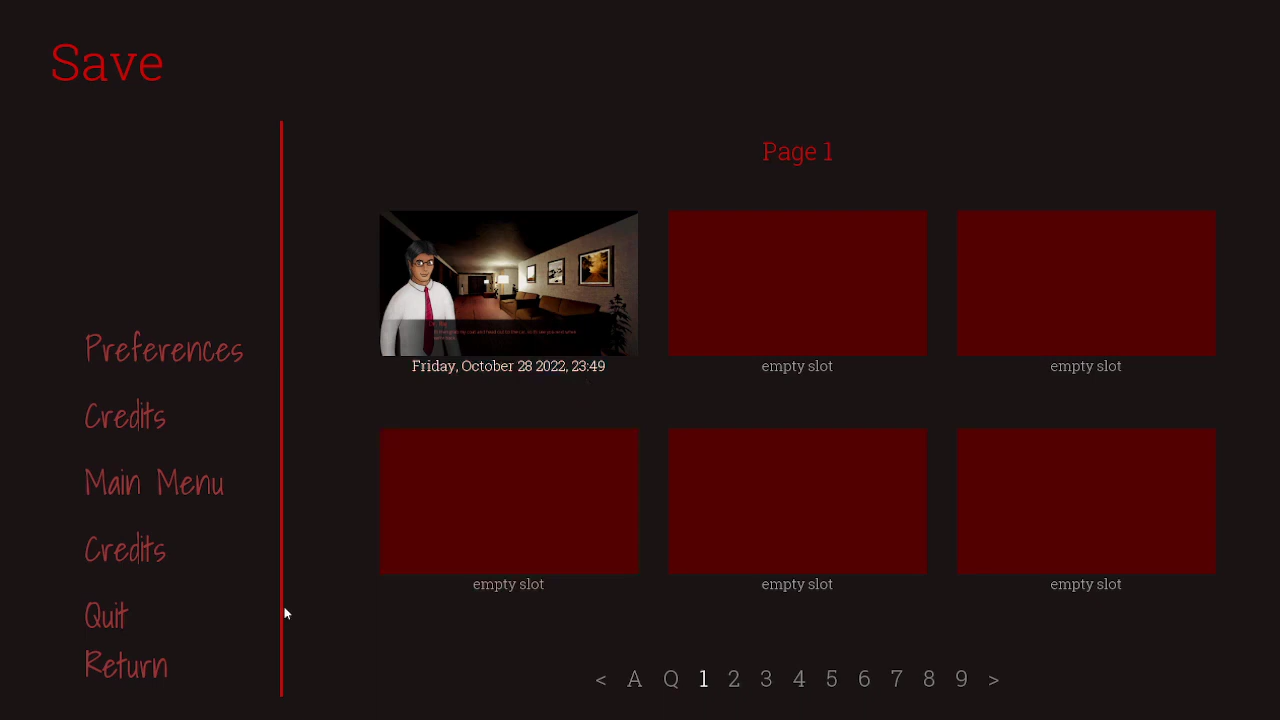 Save
Page 1
Friday, October 28 2022, 23:49
empty slot
empty slot
empty slot
empty slot
empty slot
Preferences
Credits
Main Menu
Credits
Quit
Return
< A Q 1 2 3 4 5 6 7 8 9 >